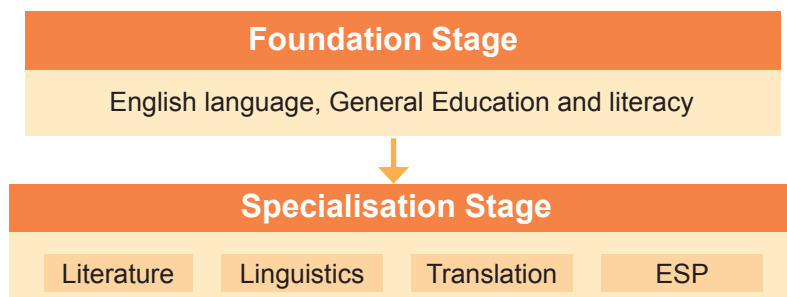 Foundation Stage
English language, General Education and literacy
Specialisation Stage
Literature Linguistics Translation ESP